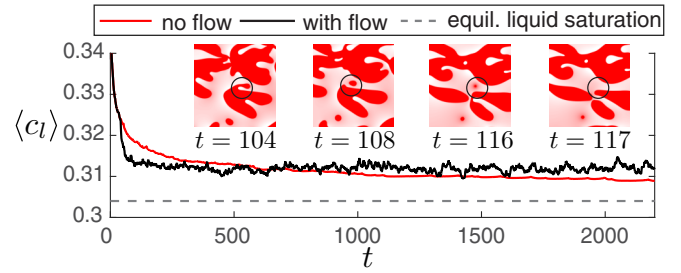 no flow with flow equil. liquid saturation
0.34
0.33
⟨c_l⟩ 0.32
t = 104 t = 108 t = 116 t = 117
0.31
0.3
0 500 1000 1500 2000
t